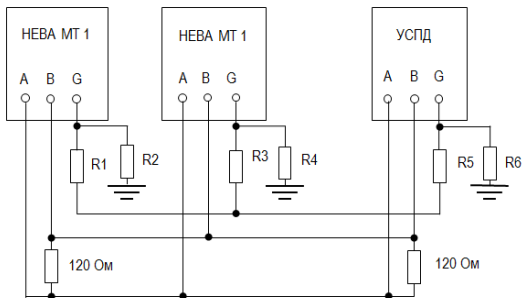 НЕВА МТ 1
НЕВА МТ 1
УСПД
A B G
A B G
A B G
R1
R2
R3
R4
R5
R6
120 Ом
120 Ом